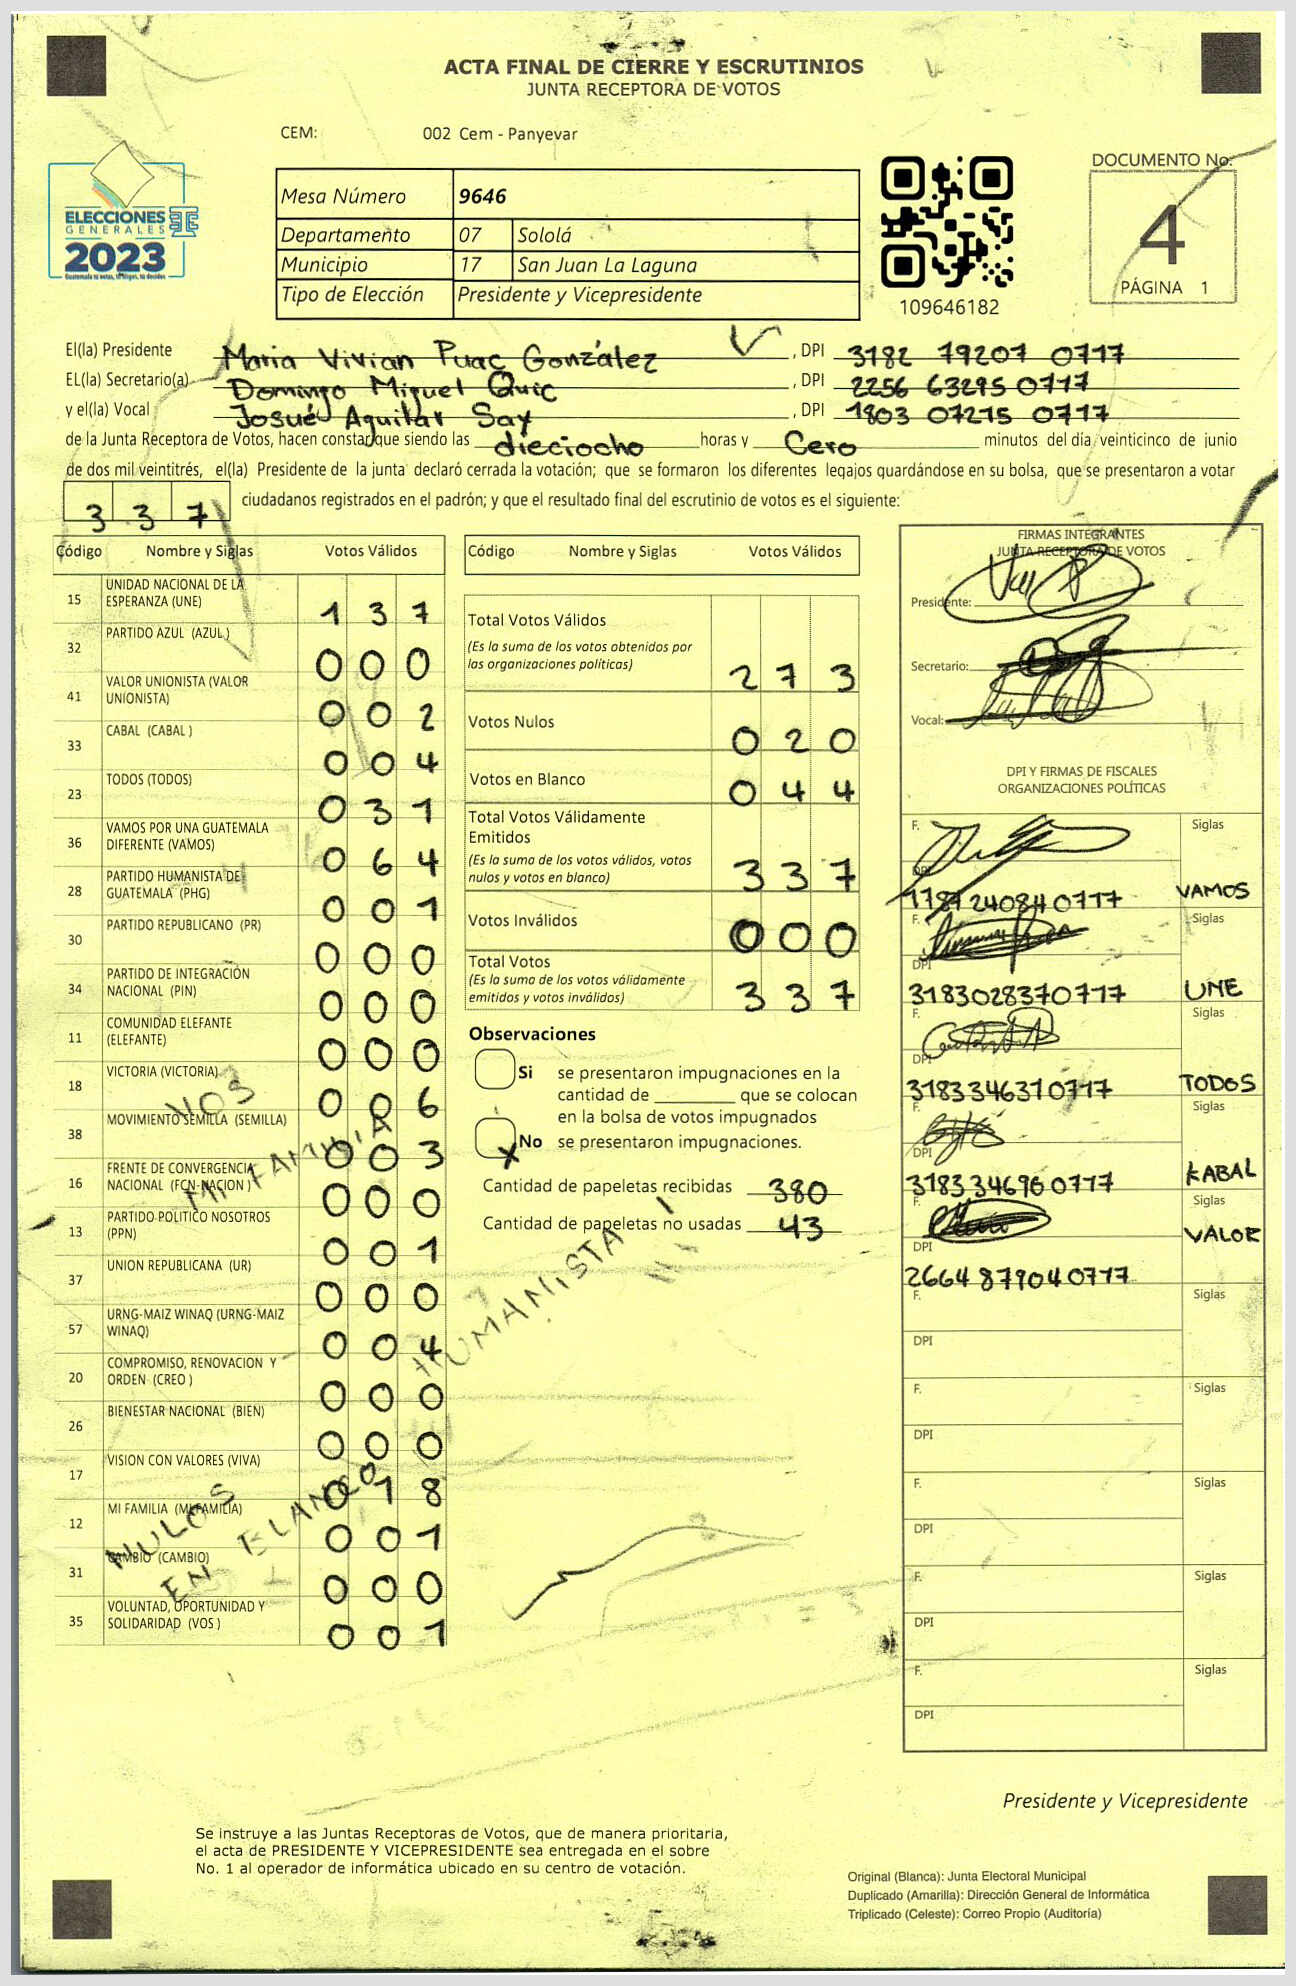 ACTA FINAL DE CIERRE Y ESCRUTINIOS
JUNTA RECEPTORA DE VOTOS
CEM: 002 Cem - Panyevar
ELECCIONES
GENERALES
2023
Mesa Número 9646
Departamento 07 Sololá
Municipio 17 San Juan La Laguna
Tipo de Elección Presidente y Vicepresidente
109646182
DOCUMENTO No.
4
PÁGINA 1
El(la) Presidente Maria Vivian Puac González , DPI 3182 79207 0717
EL(la) Secretario(a) Domingo Miguel Quic , DPI 2256 63295 0717
y el(la) Vocal Josué Aguilar Say , DPI 1803 07215 0717
de la Junta Receptora de Votos, hacen constar que siendo las dieciocho horas y Cero minutos del día veinticinco de junio
de dos mil veintitrés, el(la) Presidente de la junta declaró cerrada la votación; que se formaron los diferentes legajos guardándose en su bolsa, que se presentaron a votar
337 ciudadanos registrados en el padrón; y que el resultado final del escrutinio de votos es el siguiente:
Código Nombre y Siglas Votos Válidos
15 UNIDAD NACIONAL DE LA ESPERANZA (UNE) 1 3 7
32 PARTIDO AZUL (AZUL ) 0 0 0
41 VALOR UNIONISTA (VALOR UNIONISTA) 0 0 2
33 CABAL (CABAL ) 0 0 4
23 TODOS (TODOS) 0 3 1
36 VAMOS POR UNA GUATEMALA DIFERENTE (VAMOS) 0 6 4
28 PARTIDO HUMANISTA DE GUATEMALA (PHG) 0 0 1
30 PARTIDO REPUBLICANO (PR) 0 0 0
34 PARTIDO DE INTEGRACIÓN NACIONAL (PIN) 0 0 0
11 COMUNIDAD ELEFANTE (ELEFANTE) 0 0 0
18 VICTORIA (VICTORIA) 0 0 6
38 MOVIMIENTO SEMILLA (SEMILLA) 0 0 3
16 FRENTE DE CONVERGENCIA NACIONAL (FCN-NACION ) 0 0 0
13 PARTIDO POLITICO NOSOTROS (PPN) 0 0 1
37 UNION REPUBLICANA (UR) 0 0 0
57 URNG-MAIZ WINAQ (URNG-MAIZ WINAQ) 0 0 4
20 COMPROMISO, RENOVACION Y ORDEN (CREO ) 0 0 0
26 BIENESTAR NACIONAL (BIEN) 0 0 0
17 VISION CON VALORES (VIVA) 0 1 8
12 MI FAMILIA (MI FAMILIA) 0 0 1
31 CAMBIO (CAMBIO) 0 0 0
35 VOLUNTAD, OPORTUNIDAD Y SOLIDARIDAD (VOS ) 0 0 1
VOS
MI FAMILIA
HUMANISTA
NULOS
EN BLANCO
Código Nombre y Siglas Votos Válidos
Total Votos Válidos
(Es la suma de los votos obtenidos por
las organizaciones políticas) 2 7 3
Votos Nulos 0 2 0
Votos en Blanco 0 4 4
Total Votos Válidamente
Emitidos
(Es la suma de los votos válidos, votos
nulos y votos en blanco) 3 3 7
Votos Inválidos 0 0 0
Total Votos
(Es la suma de los votos válidamente
emitidos y votos inválidos) 3 3 7
Observaciones
Si se presentaron impugnaciones en la
cantidad de ________ que se colocan
en la bolsa de votos impugnados
X No se presentaron impugnaciones.
Cantidad de papeletas recibidas 380
Cantidad de papeletas no usadas 43
FIRMAS INTEGRANTES
JUNTA RECEPTORA DE VOTOS
Presidente:
Secretario:
Vocal:
DPI Y FIRMAS DE FISCALES
ORGANIZACIONES POLÍTICAS
F. Siglas
DPI 1787240840717 VAMOS
F. Siglas
DPI 3183028370717 UNE
F. Siglas
DPI 3183346370717 TODOS
F. Siglas
DPI 3183346960717 KABAL
F. Siglas
DPI 2664879040717 VALOR
F. Siglas
DPI
F. Siglas
DPI
F. Siglas
DPI
F. Siglas
DPI
F. Siglas
DPI
Presidente y Vicepresidente
Se instruye a las Juntas Receptoras de Votos, que de manera prioritaria,
el acta de PRESIDENTE Y VICEPRESIDENTE sea entregada en el sobre
No. 1 al operador de informática ubicado en su centro de votación.
Original (Blanca): Junta Electoral Municipal
Duplicado (Amarilla): Dirección General de Informática
Triplicado (Celeste): Correo Propio (Auditoría)